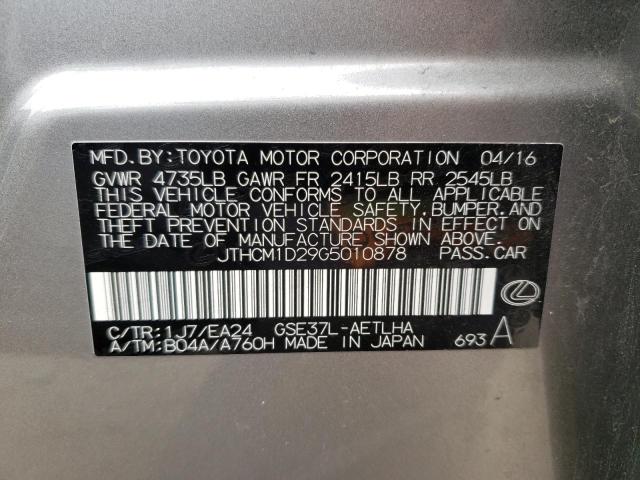 MFD.BY:TOYOTA MOTOR CORPORATION 04/16
GVWR 4735LB GAWR FR 2415LB RR 2545LB
THIS VEHICLE CONFORMS TO ALL APPLICABLE
FEDERAL MOTOR VEHICLE SAFETY,BUMPER,AND
THEFT PREVENTION STANDARDS IN EFFECT ON
THE DATE OF MANUFACTURE SHOWN ABOVE.
JTHCM1D29G5010878 PASS.CAR
C/TR:1J7/EA24 GSE37L-AETLHA
A/TM:B04A/A760H MADE IN JAPAN 693 A